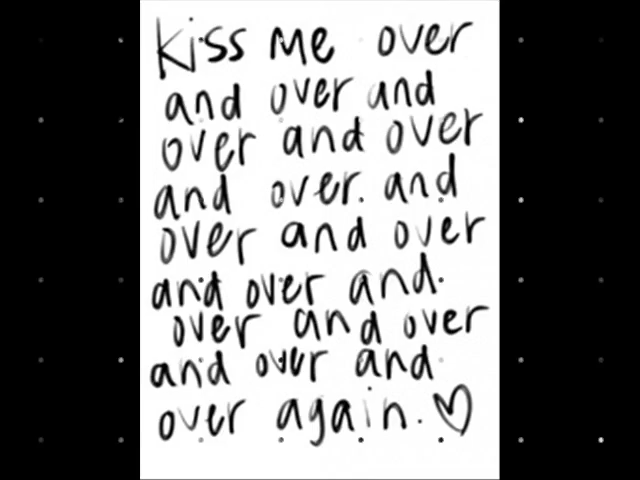 Kiss me over
and over and
over and over
and over. and
over and over
and over and.
over and over
and over and
over again. ♡